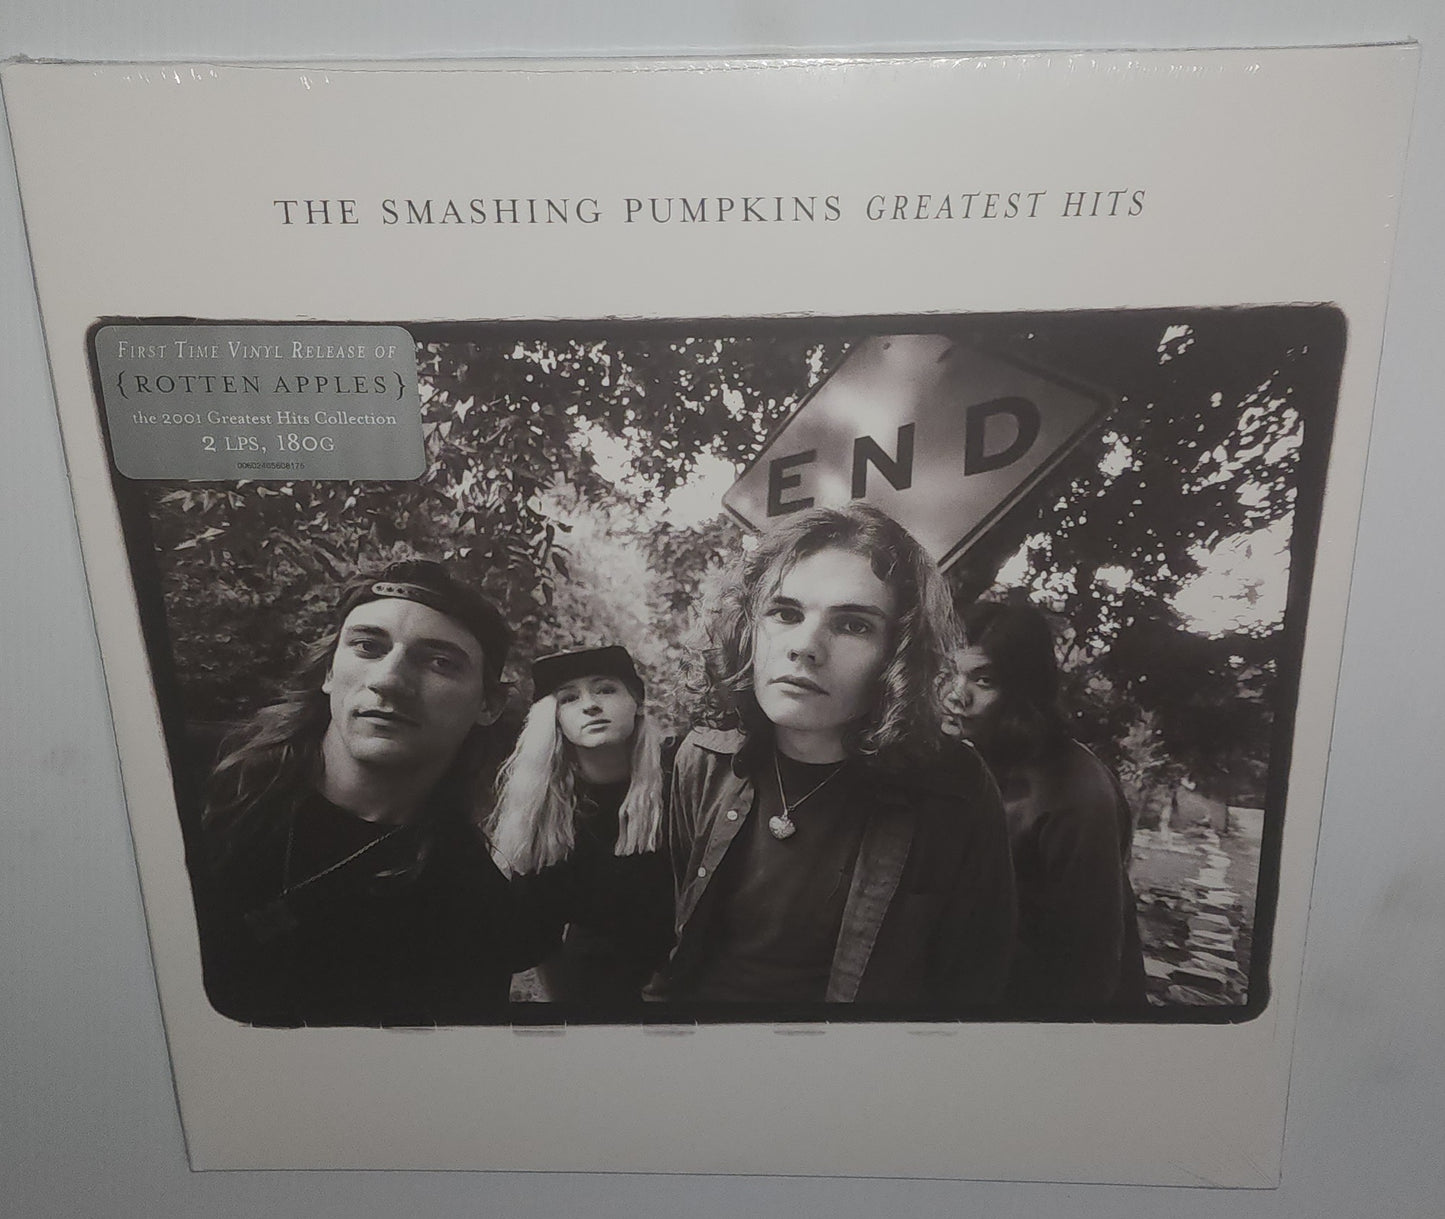 THE SMASHING PUMPKINS GREATEST HITS
FIRST TIME VINYL RELEASE OF
{ROTTEN APPLES}
the 2001 Greatest Hits Collection
2 LPS, 180G
00602465608175
END